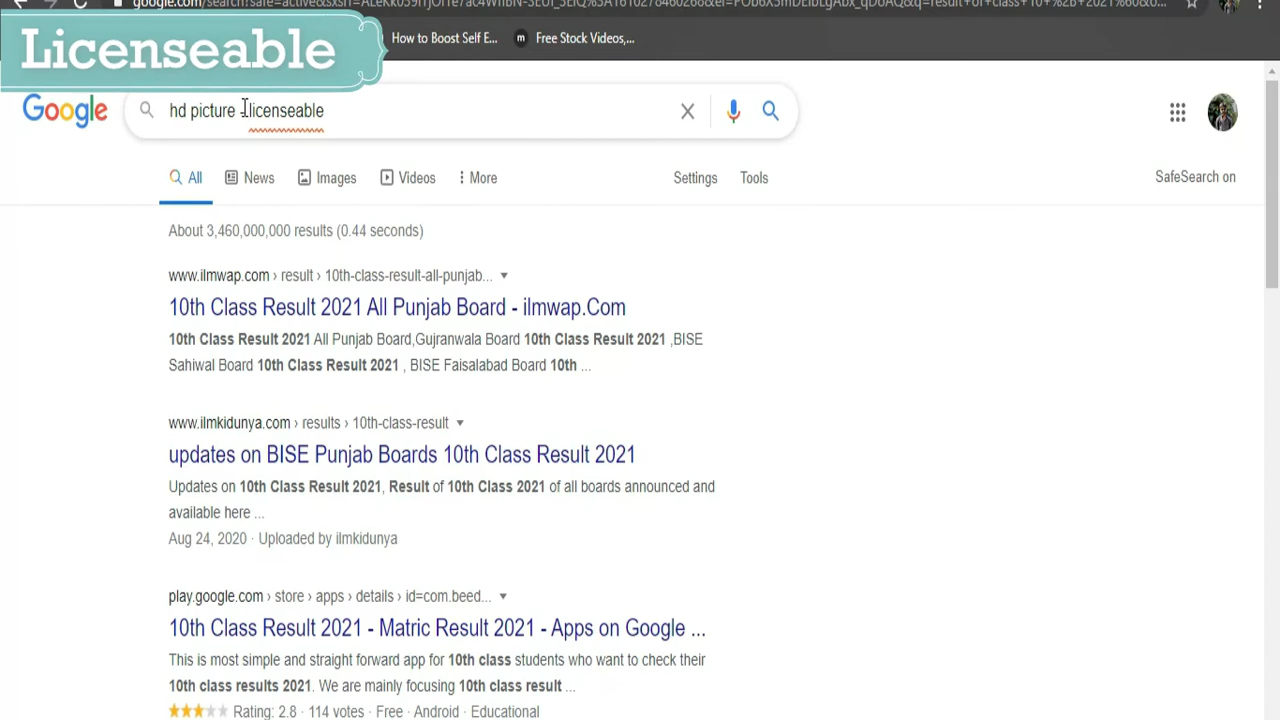 Licenseable
How to Boost Self E...
m Free Stock Videos,...
Google
hd picture -licenseable
All
News
Images
Videos
More
Settings
Tools
SafeSearch on
About 3,460,000,000 results (0.44 seconds)
www.ilmwap.com › result › 10th-class-result-all-punjab...
10th Class Result 2021 All Punjab Board - ilmwap.Com
10th Class Result 2021 All Punjab Board,Gujranwala Board 10th Class Result 2021 ,BISE
Sahiwal Board 10th Class Result 2021 , BISE Faisalabad Board 10th ...
www.ilmkidunya.com › results › 10th-class-result
updates on BISE Punjab Boards 10th Class Result 2021
Updates on 10th Class Result 2021, Result of 10th Class 2021 of all boards announced and
available here ...
Aug 24, 2020 · Uploaded by ilmkidunya
play.google.com › store › apps › details › id=com.beed...
10th Class Result 2021 - Matric Result 2021 - Apps on Google ...
This is most simple and straight forward app for 10th class students who want to check their
10th class results 2021. We are mainly focusing 10th class result ...
Rating: 2.8 · 114 votes · Free · Android · Educational